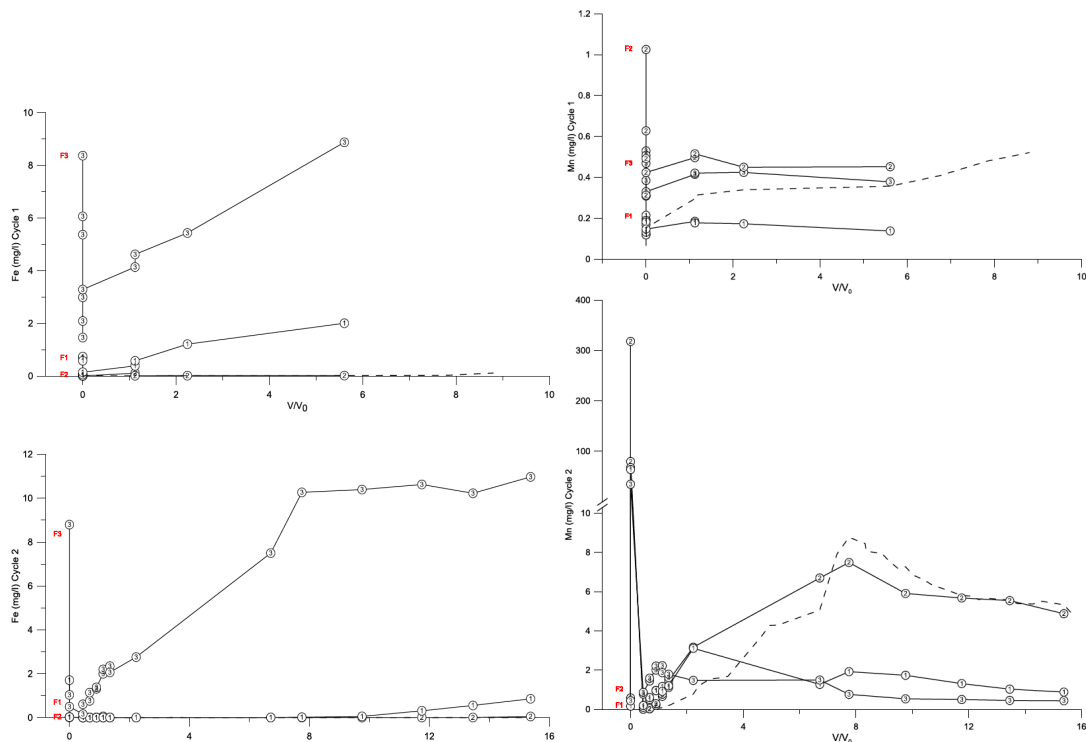 Fe (mg/l) Cycle 1
10
8
F3
6
4
2
F1
F2
0
0 2 4 6 8 10
V/V₀
Mn (mg/l) Cycle 1
1.2
F2
1
0.8
0.6
F3
0.4
F1
0.2
0
0 2 4 6 8 10
V/V₀
Fe (mg/l) Cycle 2
12
10
F3
8
6
4
2
F1
F2
0
0 4 8 12 16
Mn (mg/l) Cycle 2
400
300
200
100
10
8
6
4
2
F2
F1
0
0 4 8 12 16
V/V₀